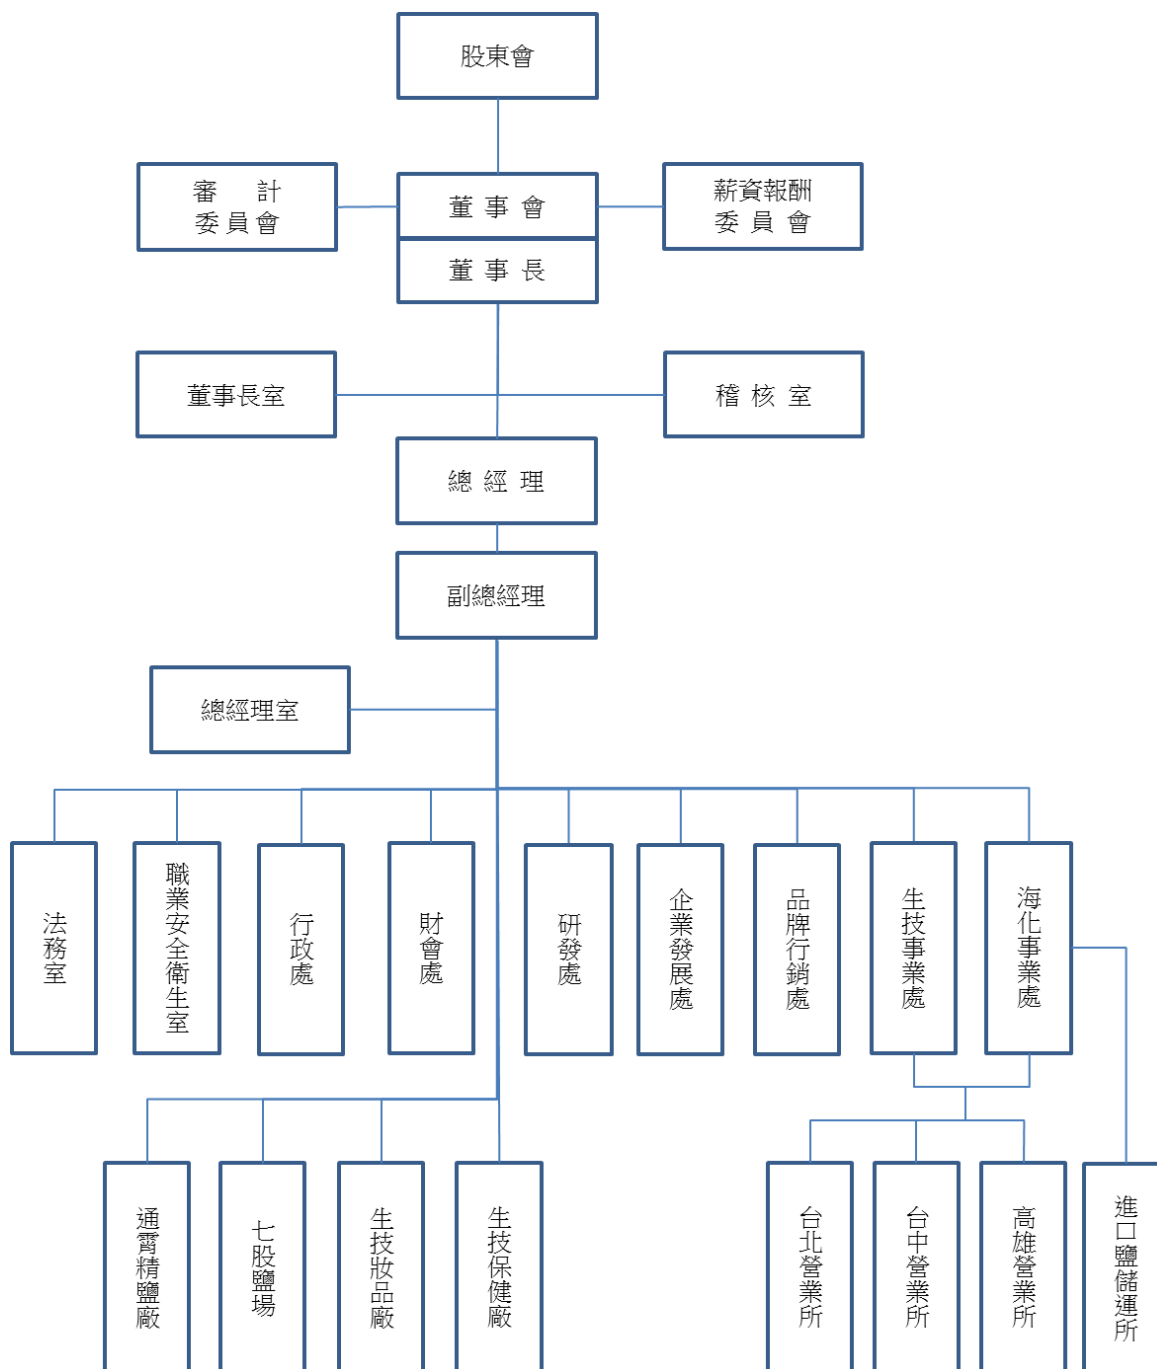 股東會
審 計
委員會
董 事 會
薪資報酬
委 員 會
董 事 長
董事長室
稽 核 室
總 經 理
副總經理
總經理室
法務室
職業安全衛生室
行政處
財會處
研發處
企業發展處
品牌行銷處
生技事業處
海化事業處
通霄精鹽廠
七股鹽場
生技妝品廠
生技保健廠
台北營業所
台中營業所
高雄營業所
進口鹽儲運所